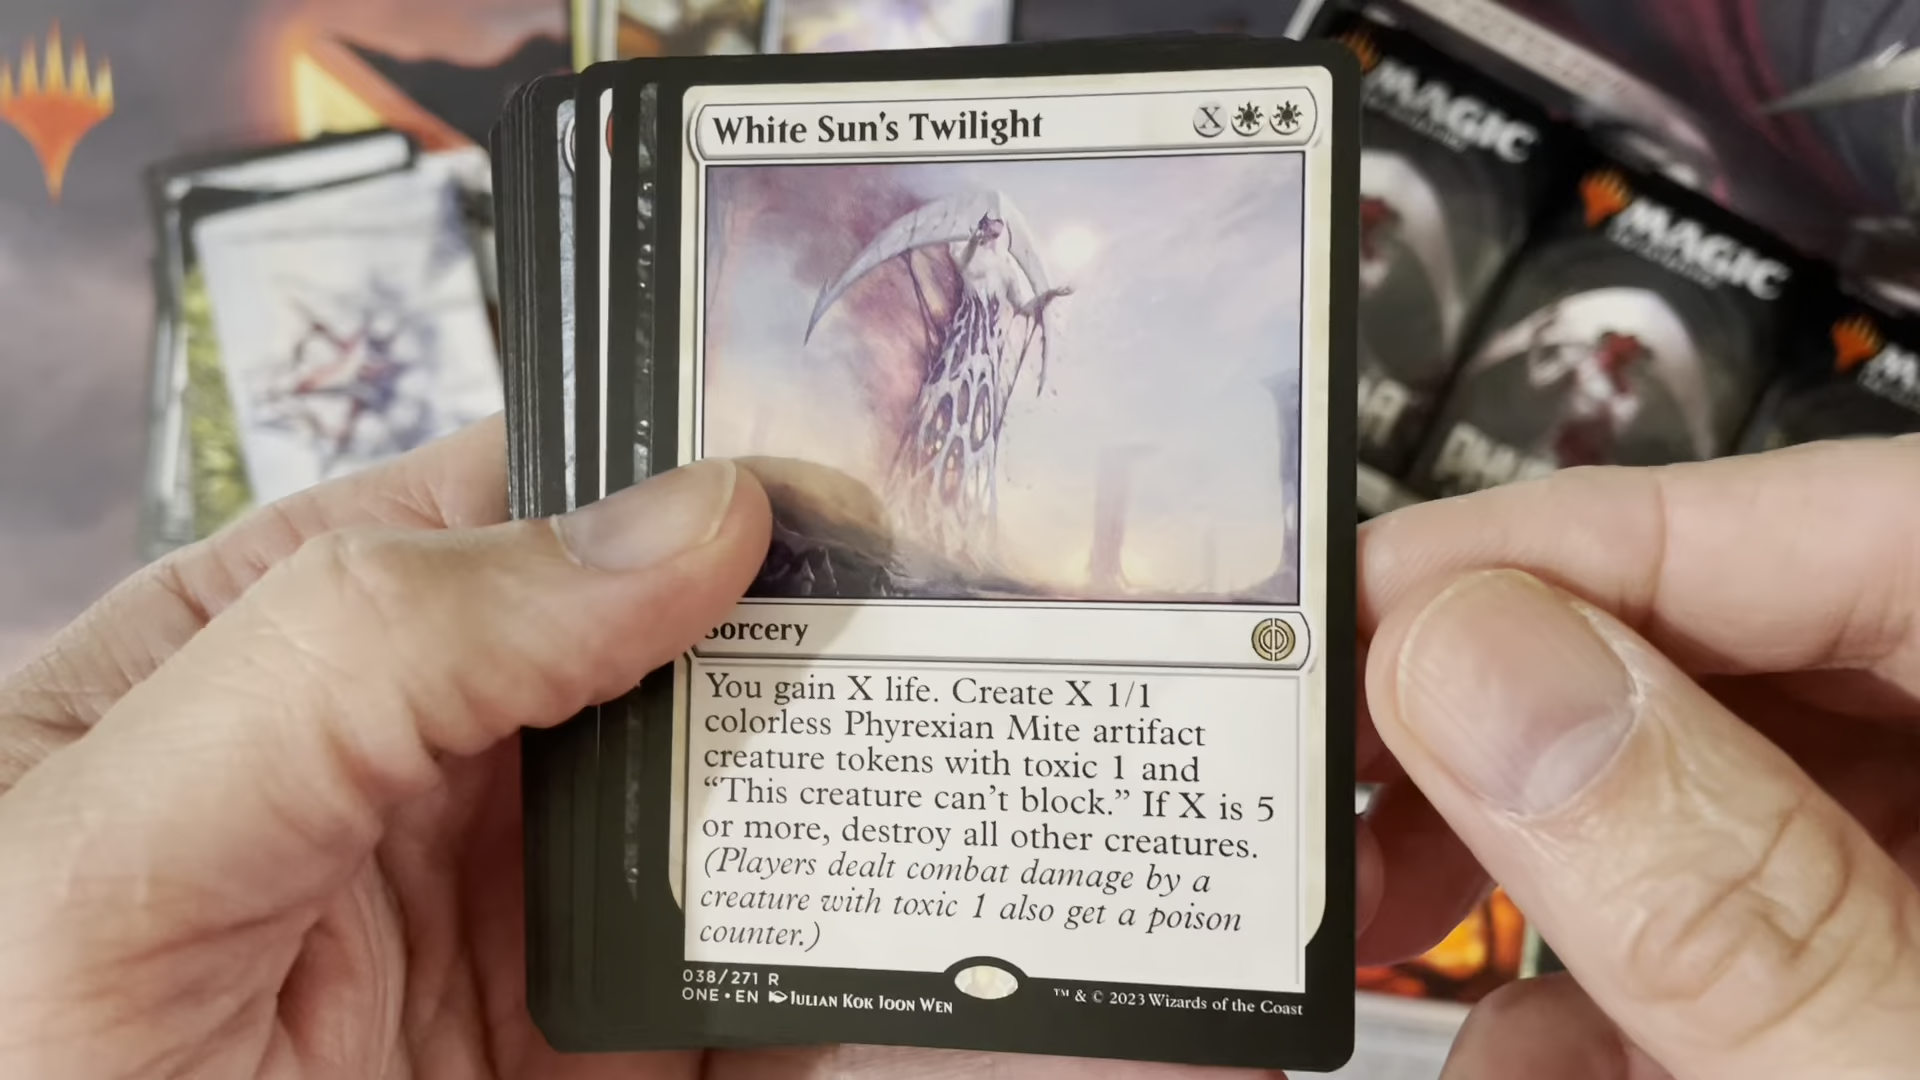 White Sun's Twilight X
Sorcery
You gain X life. Create X 1/1
colorless Phyrexian Mite artifact
creature tokens with toxic 1 and
“This creature can’t block.” If X is 5
or more, destroy all other creatures.
(Players dealt combat damage by a
creature with toxic 1 also get a poison
counter.)
038/271 R
ONE • EN JULIAN KOK JOON WEN
™ & © 2023 Wizards of the Coast
MAGIC
MAGIC